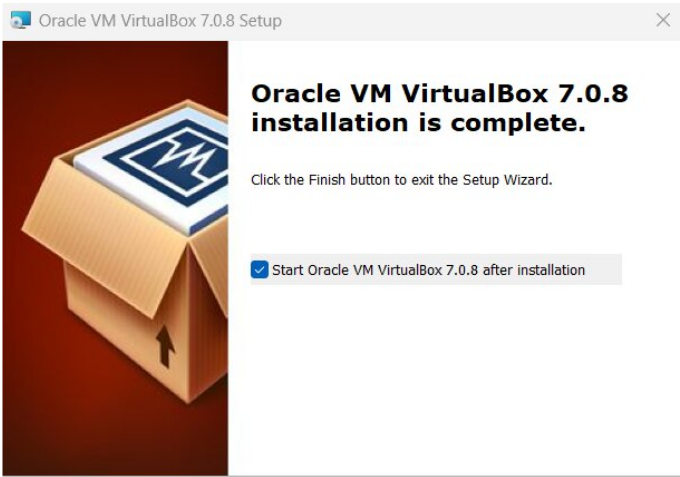 Oracle VM VirtualBox 7.0.8 Setup
Oracle VM VirtualBox 7.0.8
installation is complete.
Click the Finish button to exit the Setup Wizard.
Start Oracle VM VirtualBox 7.0.8 after installation